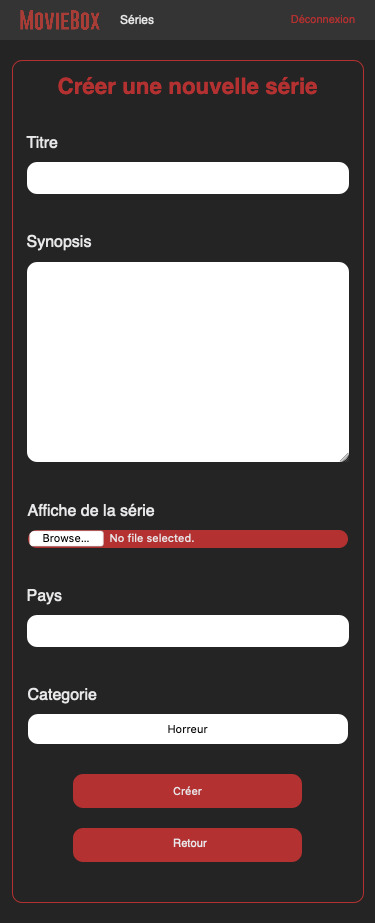 MOVIEBOX
Séries
Déconnexion
Créer une nouvelle série
Titre
Synopsis
Affiche de la série
Browse... No file selected.
Pays
Categorie
Horreur
Créer
Retour